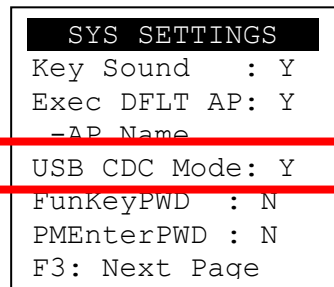 SYS SETTINGS
Key Sound   : Y
Exec DFLT AP: Y
-AP Name
USB CDC Mode: Y
FunKeyPWD  : N
PMEnterPWD : N
F3: Next Page